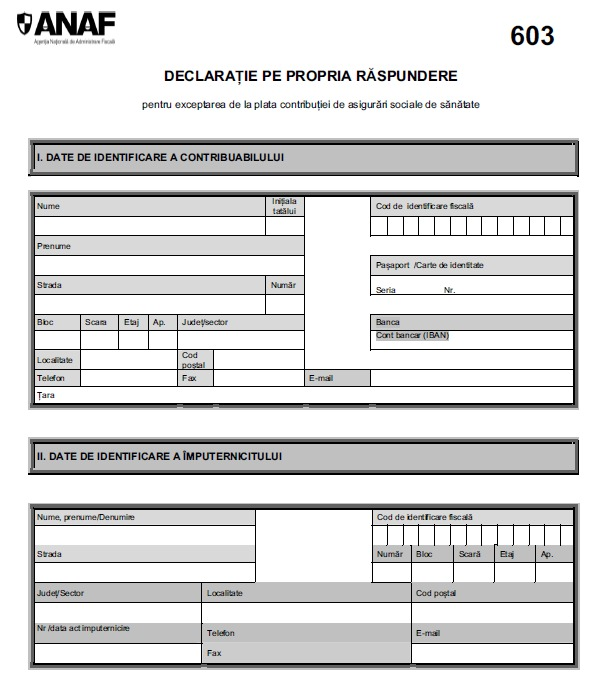 ANAF
Agenția Națională de Administrare Fiscală
603
DECLARAȚIE PE PROPRIA RĂSPUNDERE
pentru exceptarea de la plata contribuției de asigurări sociale de sănătate
I. DATE DE IDENTIFICARE A CONTRIBUABILULUI
Nume
Inițiala
tatălui
Cod de identificare fiscală
Prenume
Pașaport /Carte de identitate
Strada
Număr
Seria
Nr.
Bloc
Scara
Etaj
Ap.
Județ/sector
Banca
Cont bancar (IBAN)
Localitate
Cod
poștal
Telefon
Fax
E-mail
Țara
II. DATE DE IDENTIFICARE A ÎMPUTERNICITULUI
Nume, prenume/Denumire
Cod de identificare fiscală
Strada
Număr
Bloc
Scară
Etaj
Ap.
Județ/Sector
Localitate
Cod poștal
Nr /data act imputernicire
Telefon
E-mail
Fax